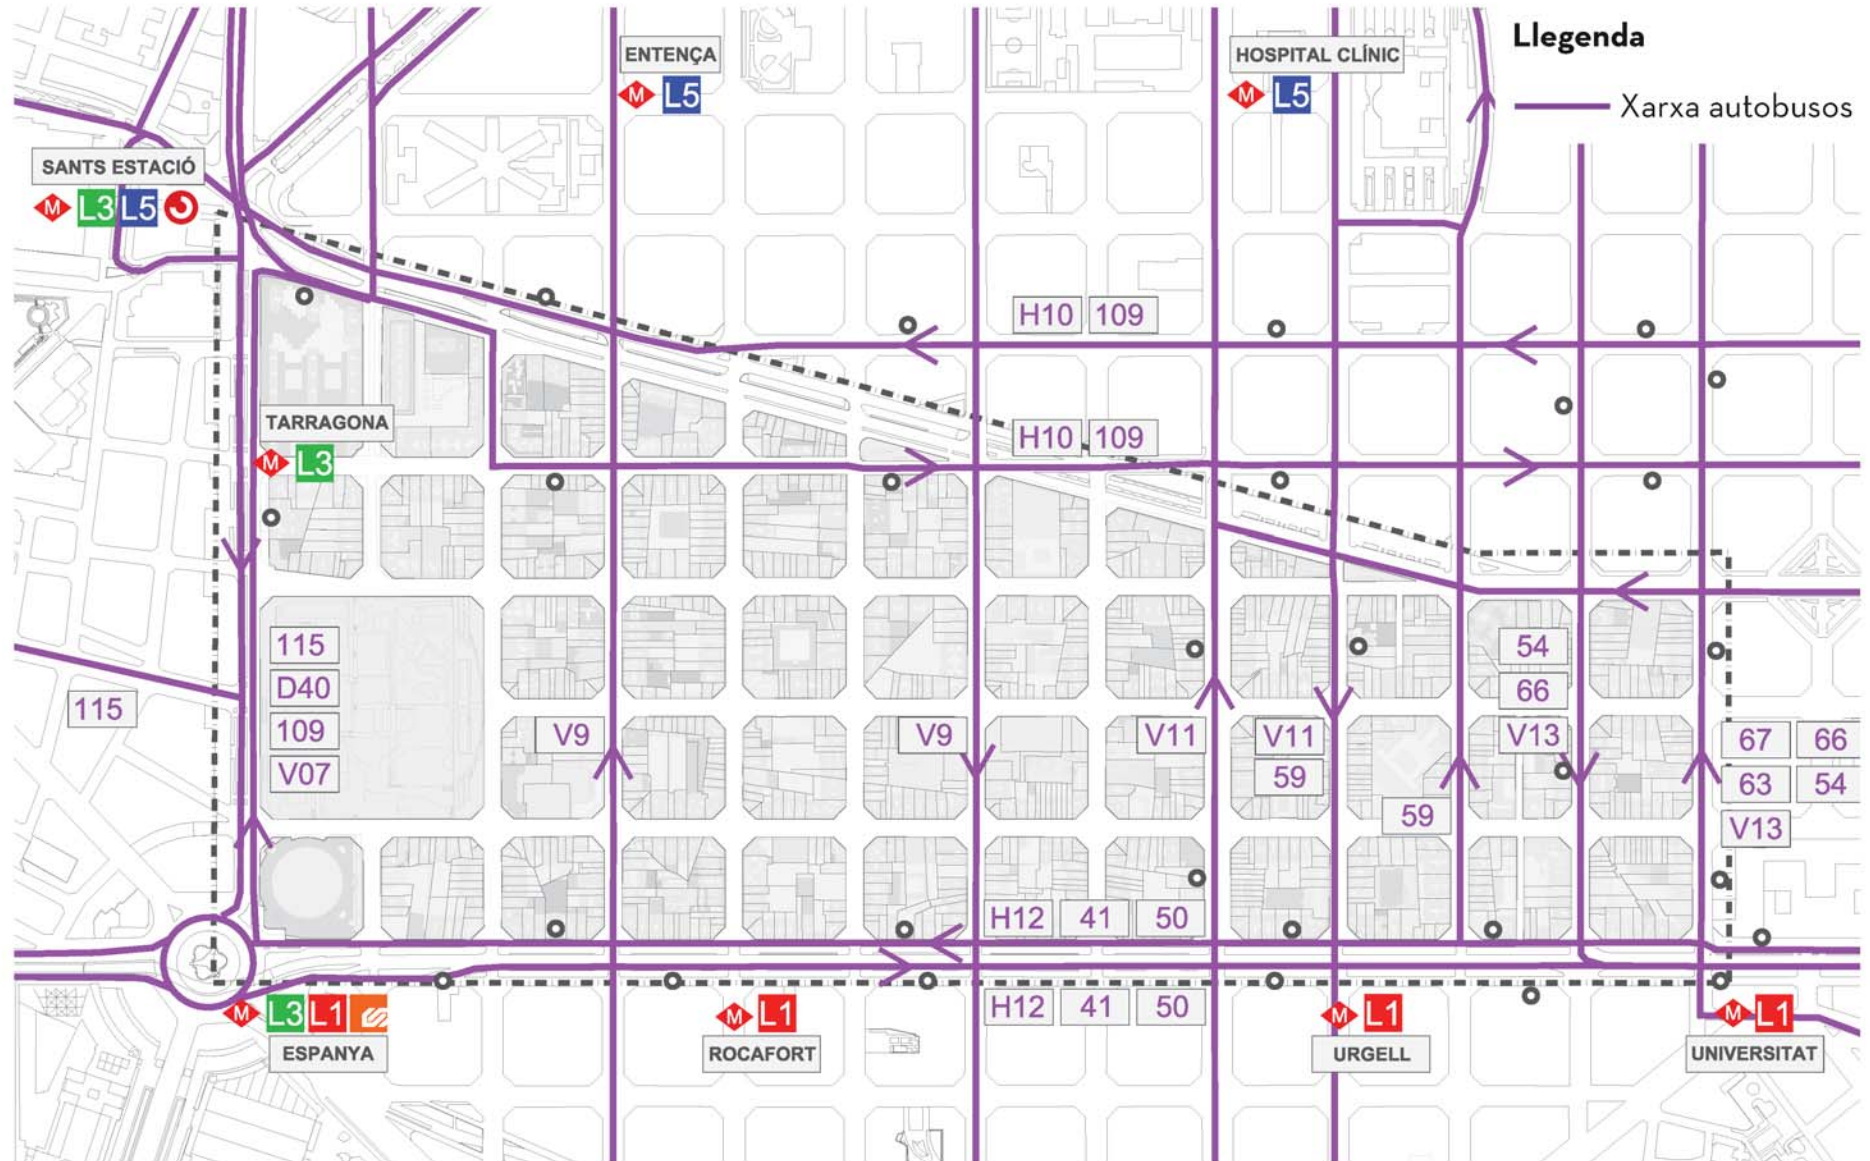 Llegenda
Xarxa autobusos
ENTENÇA
M L5
HOSPITAL CLÍNIC
M L5
SANTS ESTACIÓ
M L3 L5
H10 109
TARRAGONA
M L3
H10 109
115
D40
109
V07
115
54
66
V13
V9
V9
V11
V11
59
59
67 66
63 54
V13
H12 41 50
H12 41 50
M L3 L1
ESPANYA
M L1
ROCAFORT
M L1
URGELL
M L1
UNIVERSITAT